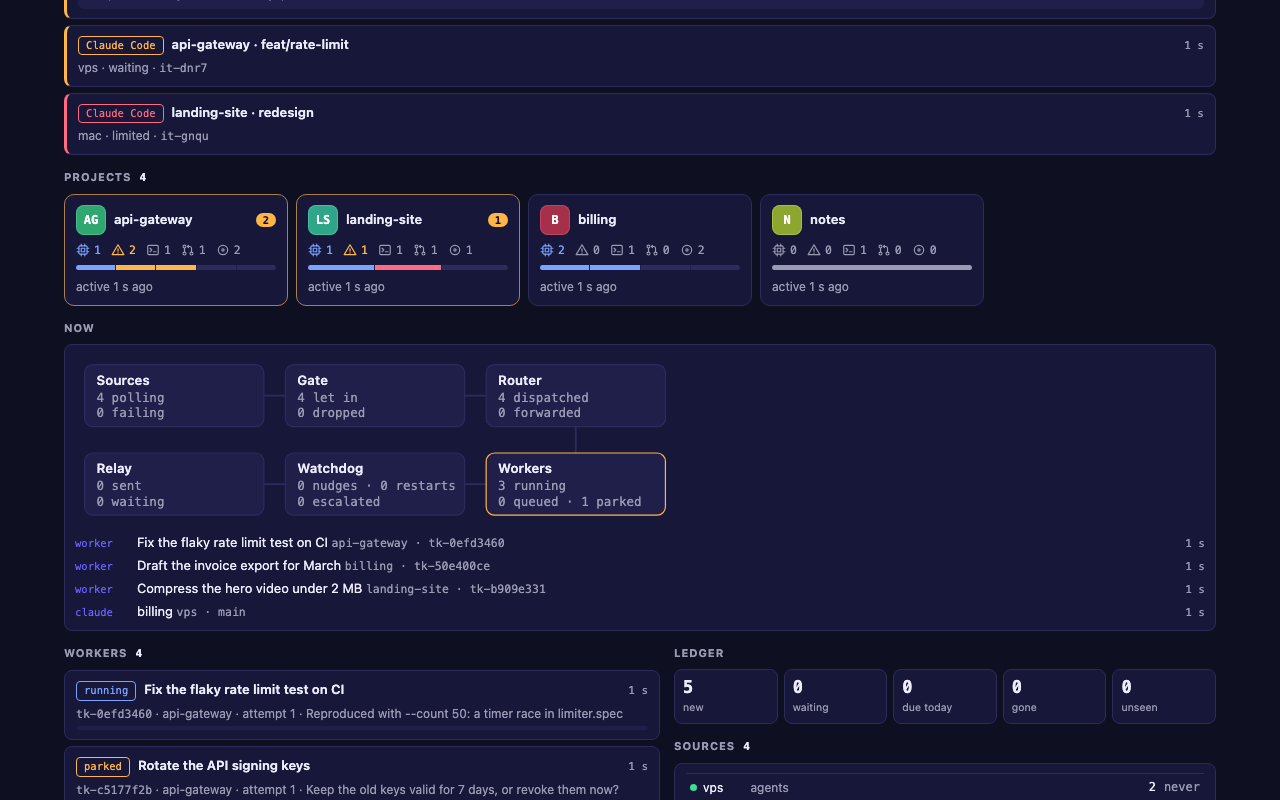 Claude Code api-gateway · feat/rate-limit 1 s
vps · waiting · it-dnr7
Claude Code landing-site · redesign 1 s
mac · limited · it-gnqu
PROJECTS 4
AG api-gateway 2
1 2 1 1 2
active 1 s ago
LS landing-site 1
1 1 1 1 1
active 1 s ago
B billing
2 0 1 0 2
active 1 s ago
N notes
0 0 1 0 0
active 1 s ago
NOW
Sources
4 polling
0 failing
Gate
4 let in
0 dropped
Router
4 dispatched
0 forwarded
Relay
0 sent
0 waiting
Watchdog
0 nudges · 0 restarts
0 escalated
Workers
3 running
0 queued · 1 parked
worker Fix the flaky rate limit test on CI api-gateway · tk-0efd3460 1 s
worker Draft the invoice export for March billing · tk-50e400ce 1 s
worker Compress the hero video under 2 MB landing-site · tk-b909e331 1 s
claude billing vps · main 1 s
WORKERS 4
running Fix the flaky rate limit test on CI 1 s
tk-0efd3460 · api-gateway · attempt 1 · Reproduced with --count 50: a timer race in limiter.spec
parked Rotate the API signing keys 1 s
tk-c5177f2b · api-gateway · attempt 1 · Keep the old keys valid for 7 days, or revoke them now?
LEDGER
5 new
0 waiting
0 due today
0 gone
0 unseen
SOURCES 4
vps agents 2 never